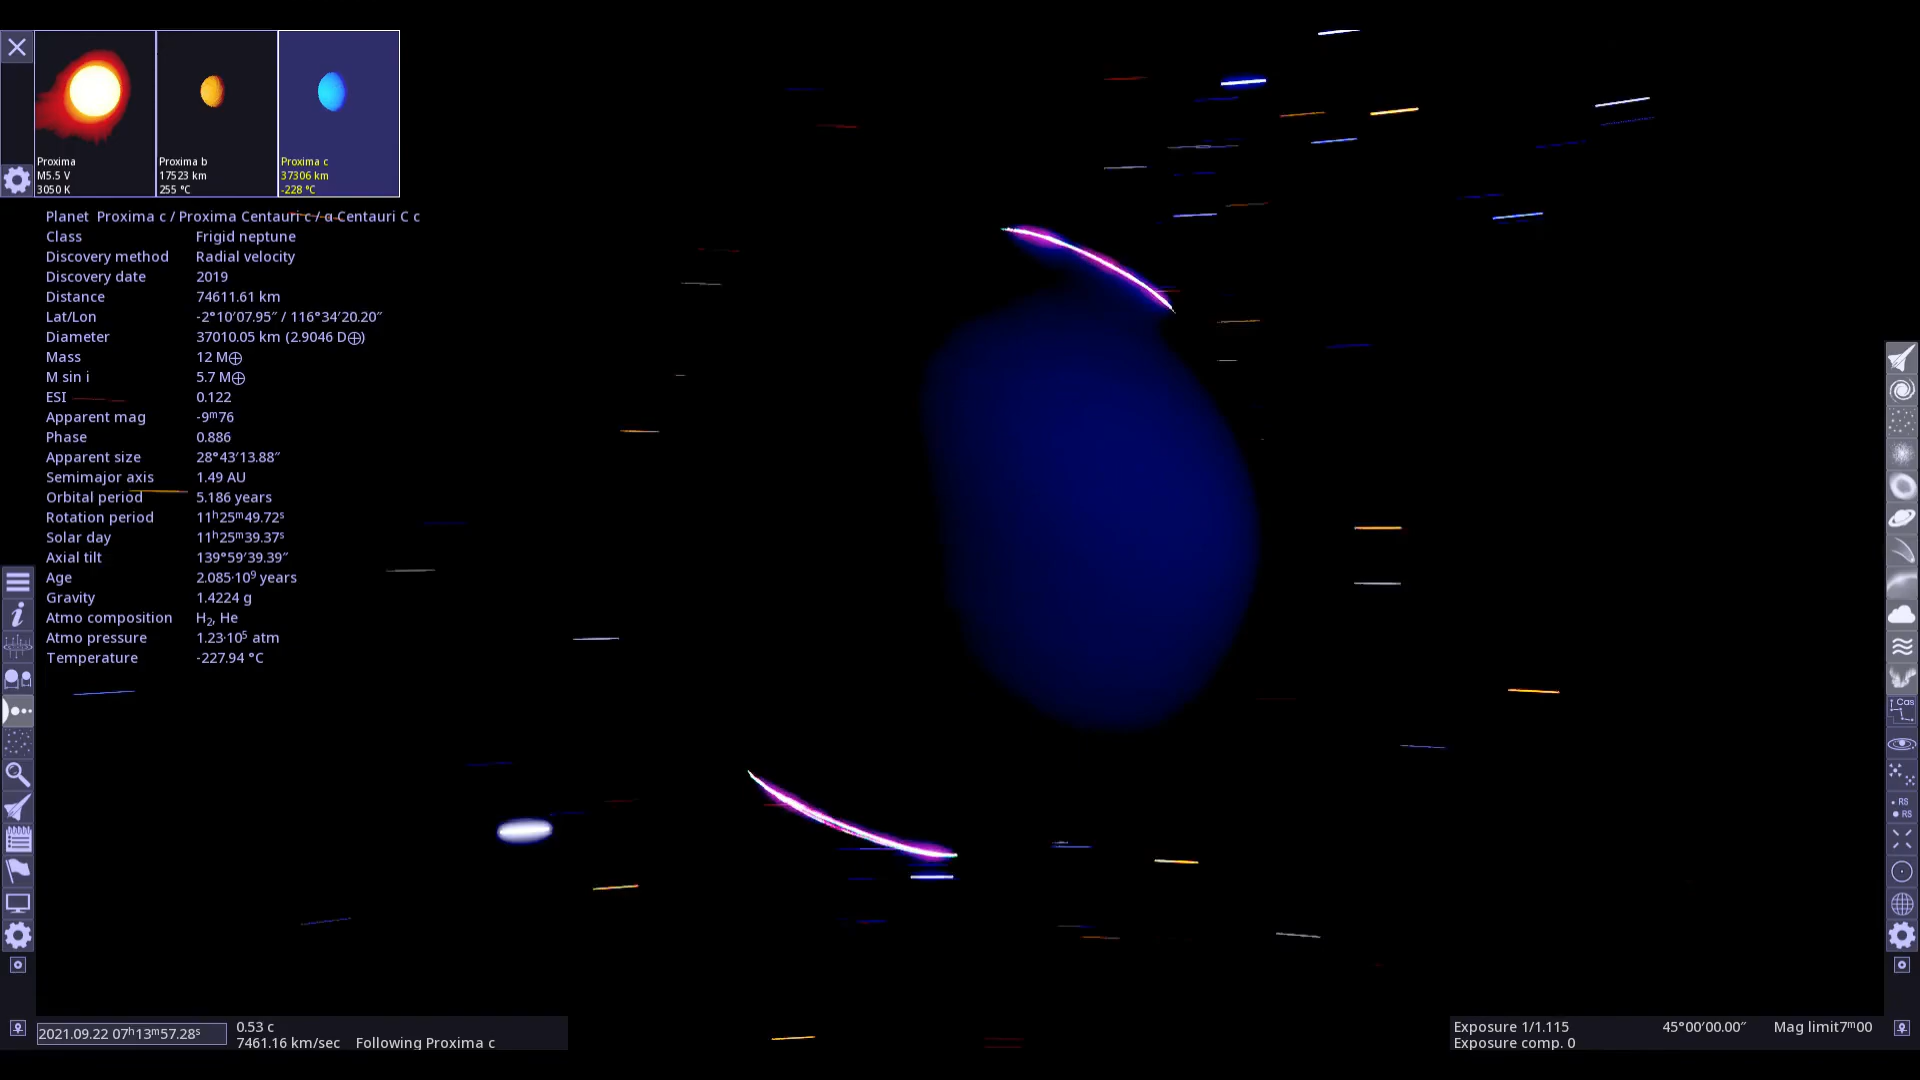 Proxima
M5.5 V
3050 K
Proxima b
17523 km
255 °C
Proxima c
37306 km
-228 °C
Planet Proxima c / Proxima Centauri c / α Centauri C c
Class Frigid neptune
Discovery method Radial velocity
Discovery date 2019
Distance 74611.61 km
Lat/Lon -2°10′07.95″ / 116°34′20.20″
Diameter 37010.05 km (2.9046 D⊕)
Mass 12 M⊕
M sin i 5.7 M⊕
ESI 0.122
Apparent mag -9ᵐ76
Phase 0.886
Apparent size 28°43′13.88″
Semimajor axis 1.49 AU
Orbital period 5.186 years
Rotation period 11ʰ25ᵐ49.72ˢ
Solar day 11ʰ25ᵐ39.37ˢ
Axial tilt 139°59′39.39″
Age 2.085·10⁹ years
Gravity 1.4224 g
Atmo composition H₂, He
Atmo pressure 1.23·10⁵ atm
Temperature -227.94 °C
Cas
RS
RS
2021.09.22 07ʰ13ᵐ57.28ˢ
0.53 c
7461.16 km/sec Following Proxima c
Exposure 1/1.115 45°00′00.00″ Mag limit 7ᵐ00
Exposure comp. 0